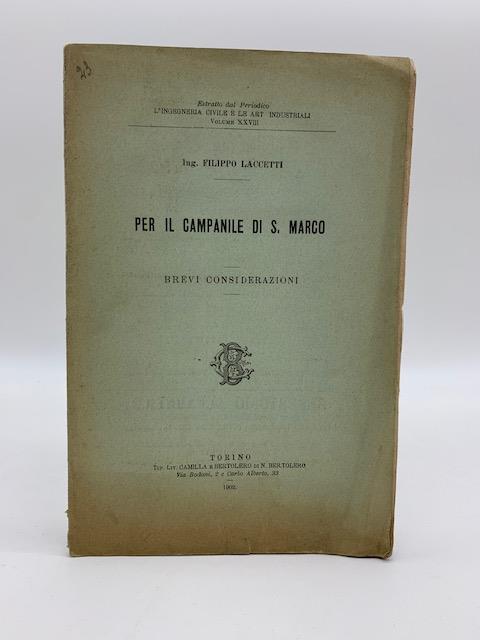 23
Estratto dal Periodico
L'INGEGNERIA CIVILE E LE ARTI INDUSTRIALI
VOLUME XXVIII
Ing. FILIPPO LACCETTI
PER IL CAMPANILE DI S. MARCO
BREVI CONSIDERAZIONI
TORINO
TIP. LIT. CAMILLA E BERTOLERO DI N. BERTOLERO
Via Bodoni, 2 e Carlo Alberto, 33
1902.